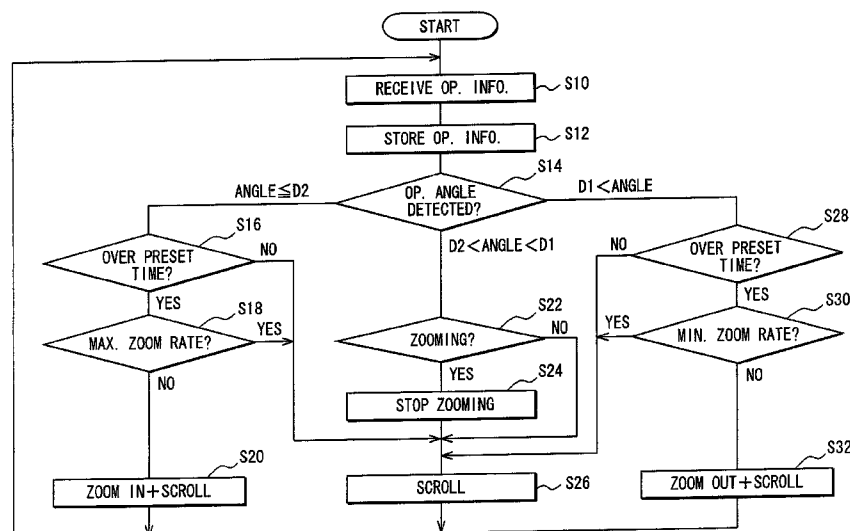 START
RECEIVE OP. INFO.
S10
STORE OP. INFO.
S12
S14
OP. ANGLE
DETECTED?
ANGLE≦D2
D1<ANGLE
D2<ANGLE<D1
S16
OVER PRESET
TIME?
NO
YES
S18
MAX. ZOOM RATE?
YES
NO
S20
ZOOM IN+SCROLL
S22
ZOOMING?
NO
YES
S24
STOP ZOOMING
SCROLL
S26
S28
OVER PRESET
TIME?
NO
YES
S30
MIN. ZOOM RATE?
YES
NO
S32
ZOOM OUT+SCROLL